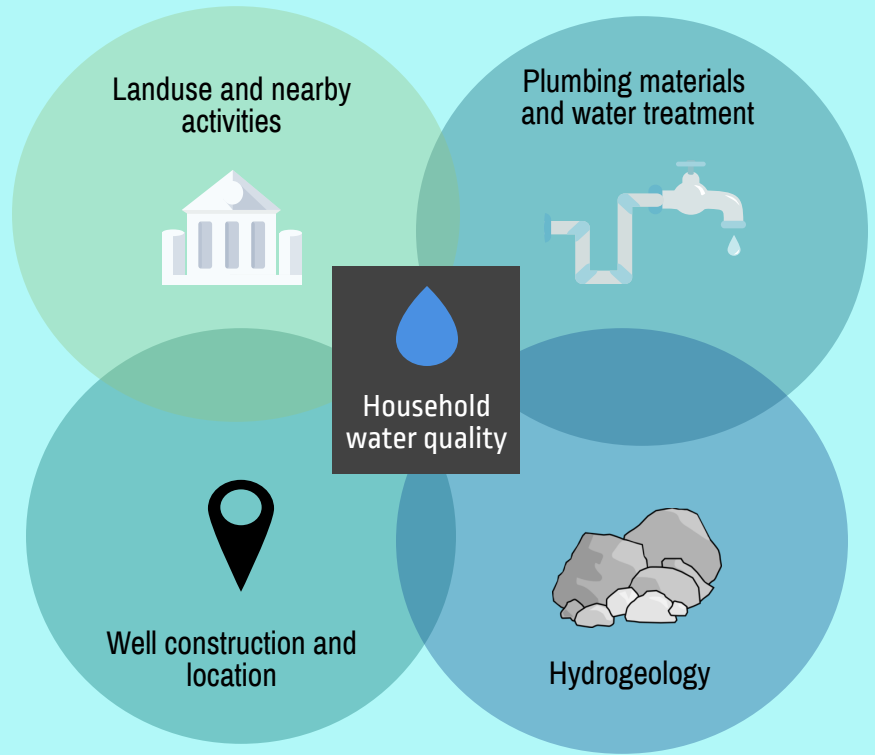 Landuse and nearby
activities
Plumbing materials
and water treatment
Household
water quality
Well construction and
location
Hydrogeology